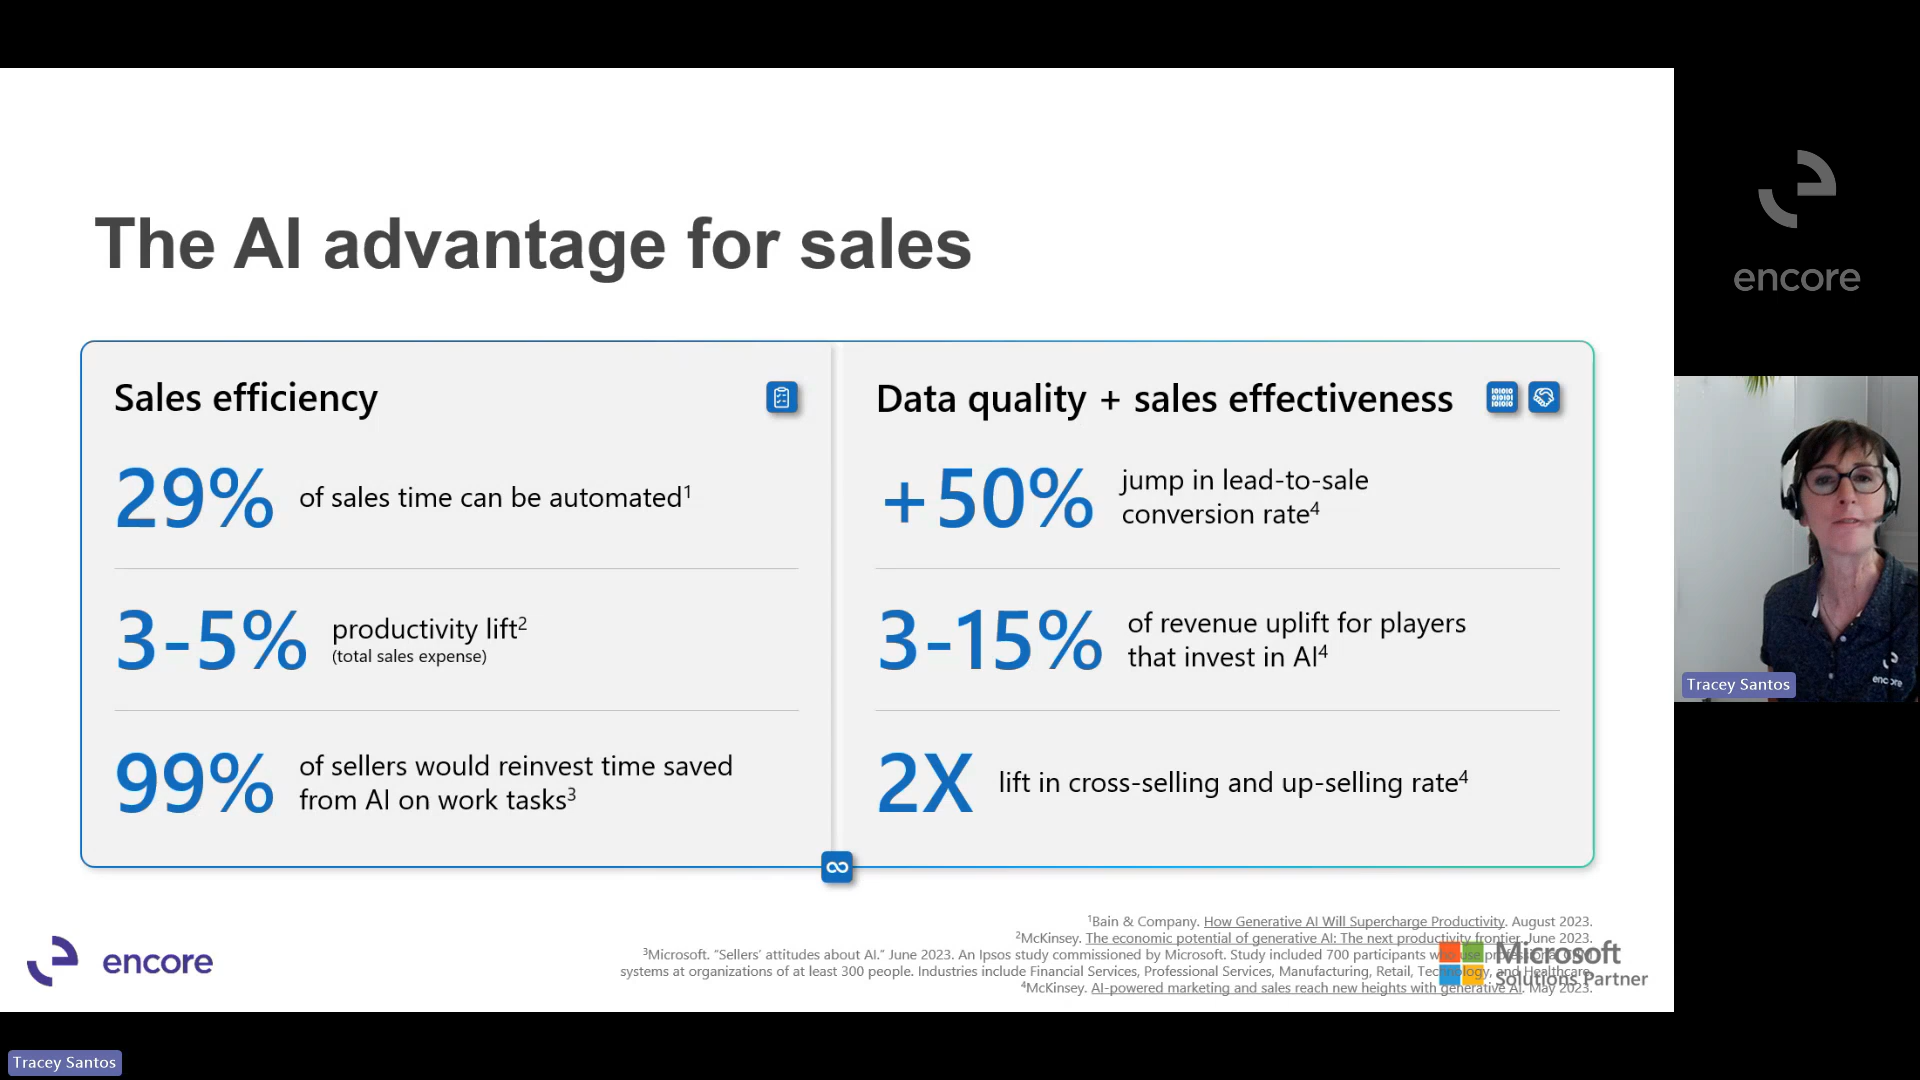 The AI advantage for sales
Sales efficiency
29% of sales time can be automated¹
3-5% productivity lift²
(total sales expense)
99% of sellers would reinvest time saved
from AI on work tasks³
Data quality + sales effectiveness
+50% jump in lead-to-sale
conversion rate⁴
3-15% of revenue uplift for players
that invest in AI⁴
2X lift in cross-selling and up-selling rate⁴
¹Bain & Company. How Generative AI Will Supercharge Productivity. August 2023.
²McKinsey. The economic potential of generative AI: The next productivity frontier. June 2023.
³Microsoft. “Sellers’ attitudes about AI.” June 2023. An Ipsos study commissioned by Microsoft. Study included 700 participants who use
systems at organizations of at least 300 people. Industries include Financial Services, Professional Services, Manufacturing, Retail, Technology, and Healthcare.
⁴McKinsey. AI-powered marketing and sales reach new heights with generative AI. May 2023.
encore
Microsoft
Solutions Partner
encore
encore
Tracey Santos
Tracey Santos